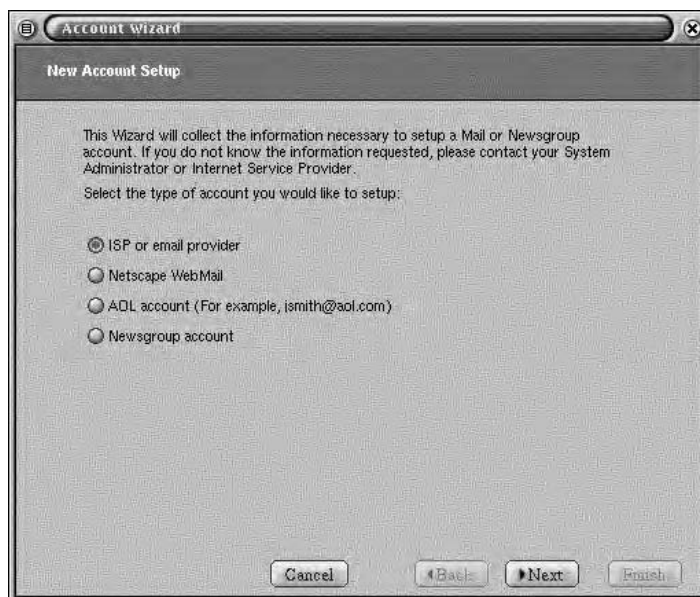 Account Wizard
New Account Setup
This Wizard will collect the information necessary to setup a Mail or Newsgroup
account. If you do not know the information requested, please contact your System
Administrator or Internet Service Provider.
Select the type of account you would like to setup:
ISP or email provider
Netscape WebMail
AOL account (For example, ismith@aol.com)
Newsgroup account
Cancel Back Next Finish